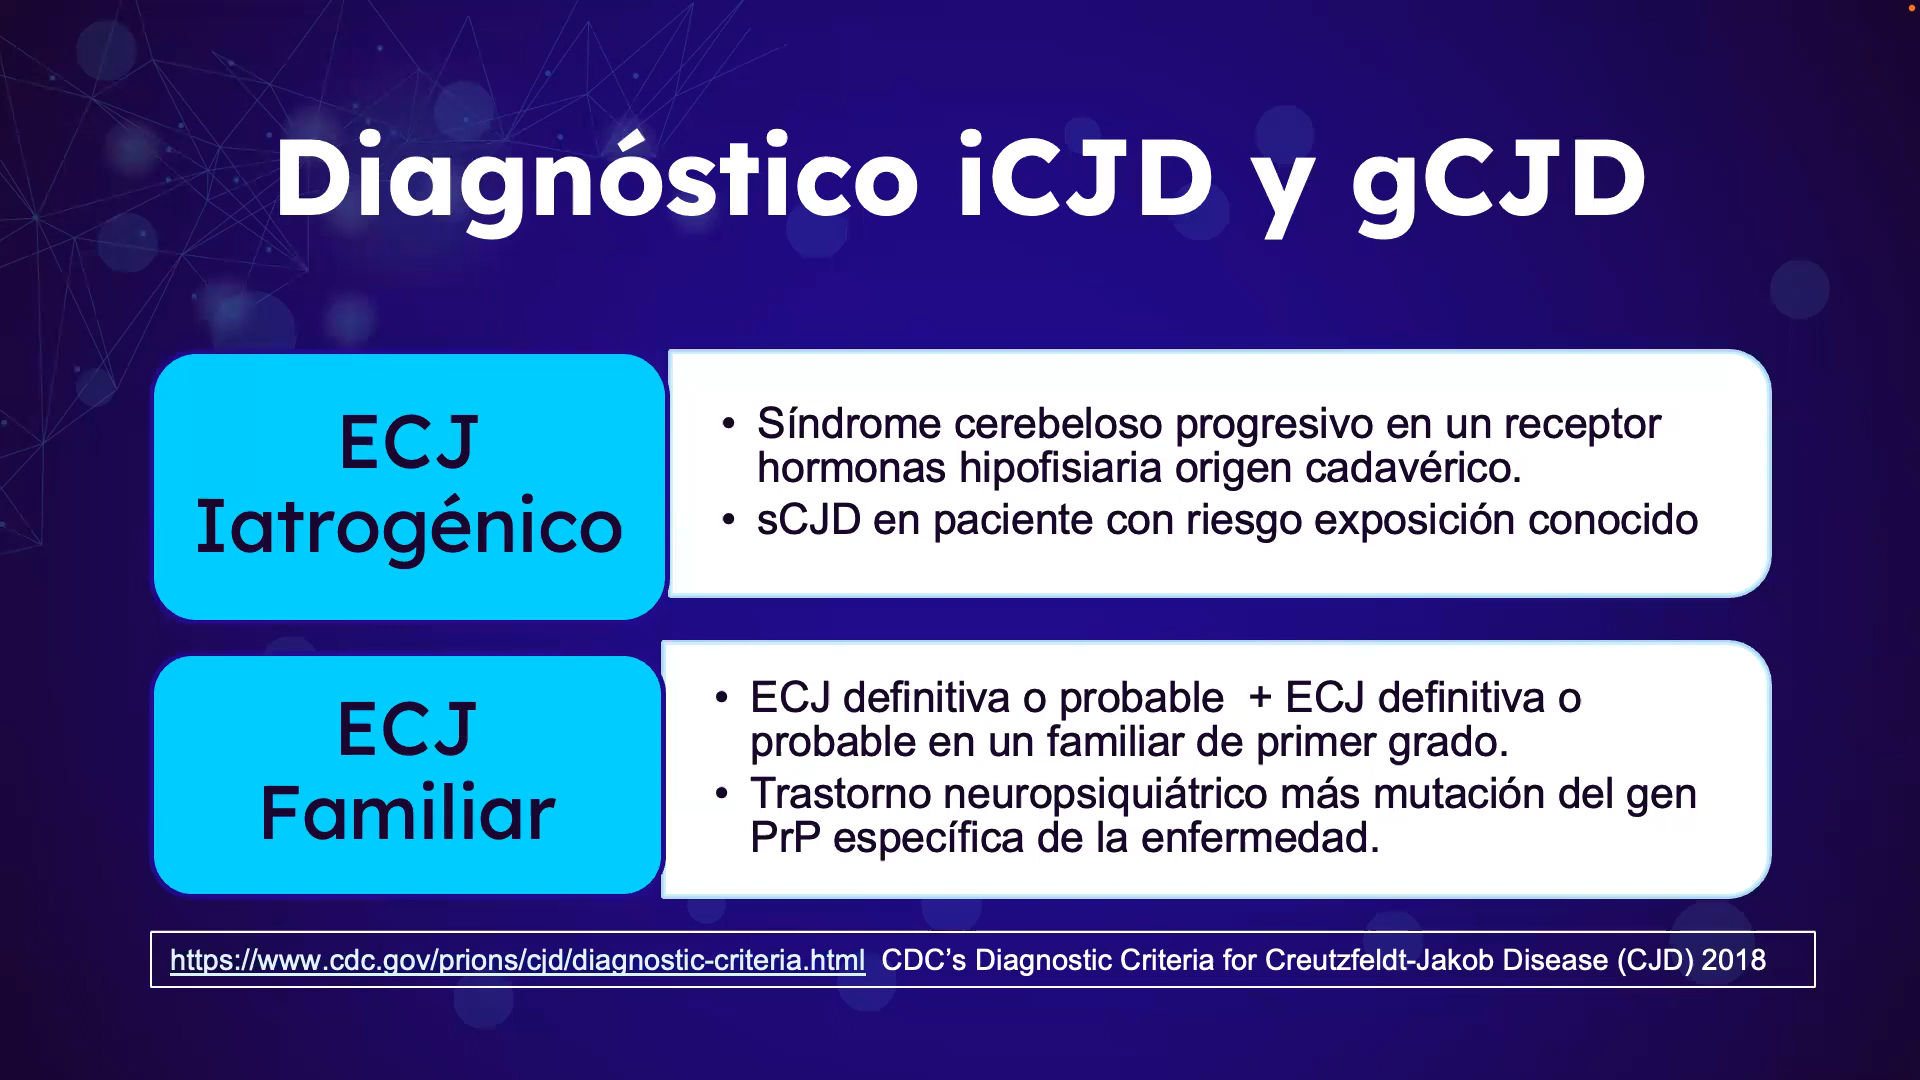 Diagnóstico iCJD y gCJD
ECJ
Iatrogénico
• Síndrome cerebeloso progresivo en un receptor
hormonas hipofisiaria origen cadavérico.
• sCJD en paciente con riesgo exposición conocido
ECJ
Familiar
• ECJ definitiva o probable + ECJ definitiva o
probable en un familiar de primer grado.
• Trastorno neuropsiquiátrico más mutación del gen
PrP específica de la enfermedad.
https://www.cdc.gov/prions/cjd/diagnostic-criteria.html CDC’s Diagnostic Criteria for Creutzfeldt-Jakob Disease (CJD) 2018